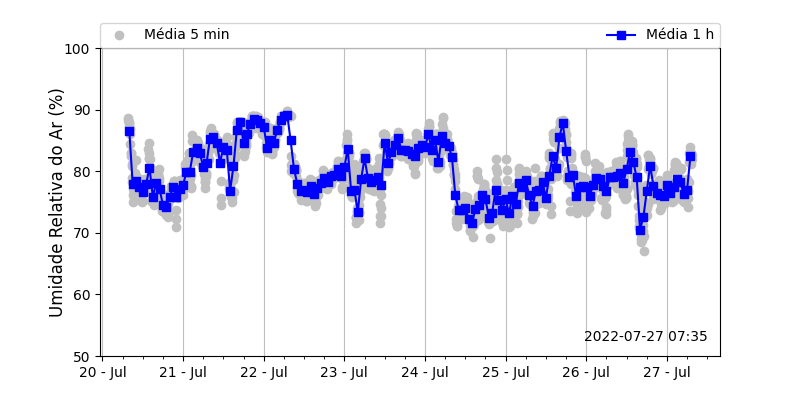 Média 5 min
Média 1 h
Umidade Relativa do Ar (%)
100
90
80
70
60
50
2022-07-27 07:35
20 - Jul
21 - Jul
22 - Jul
23 - Jul
24 - Jul
25 - Jul
26 - Jul
27 - Jul